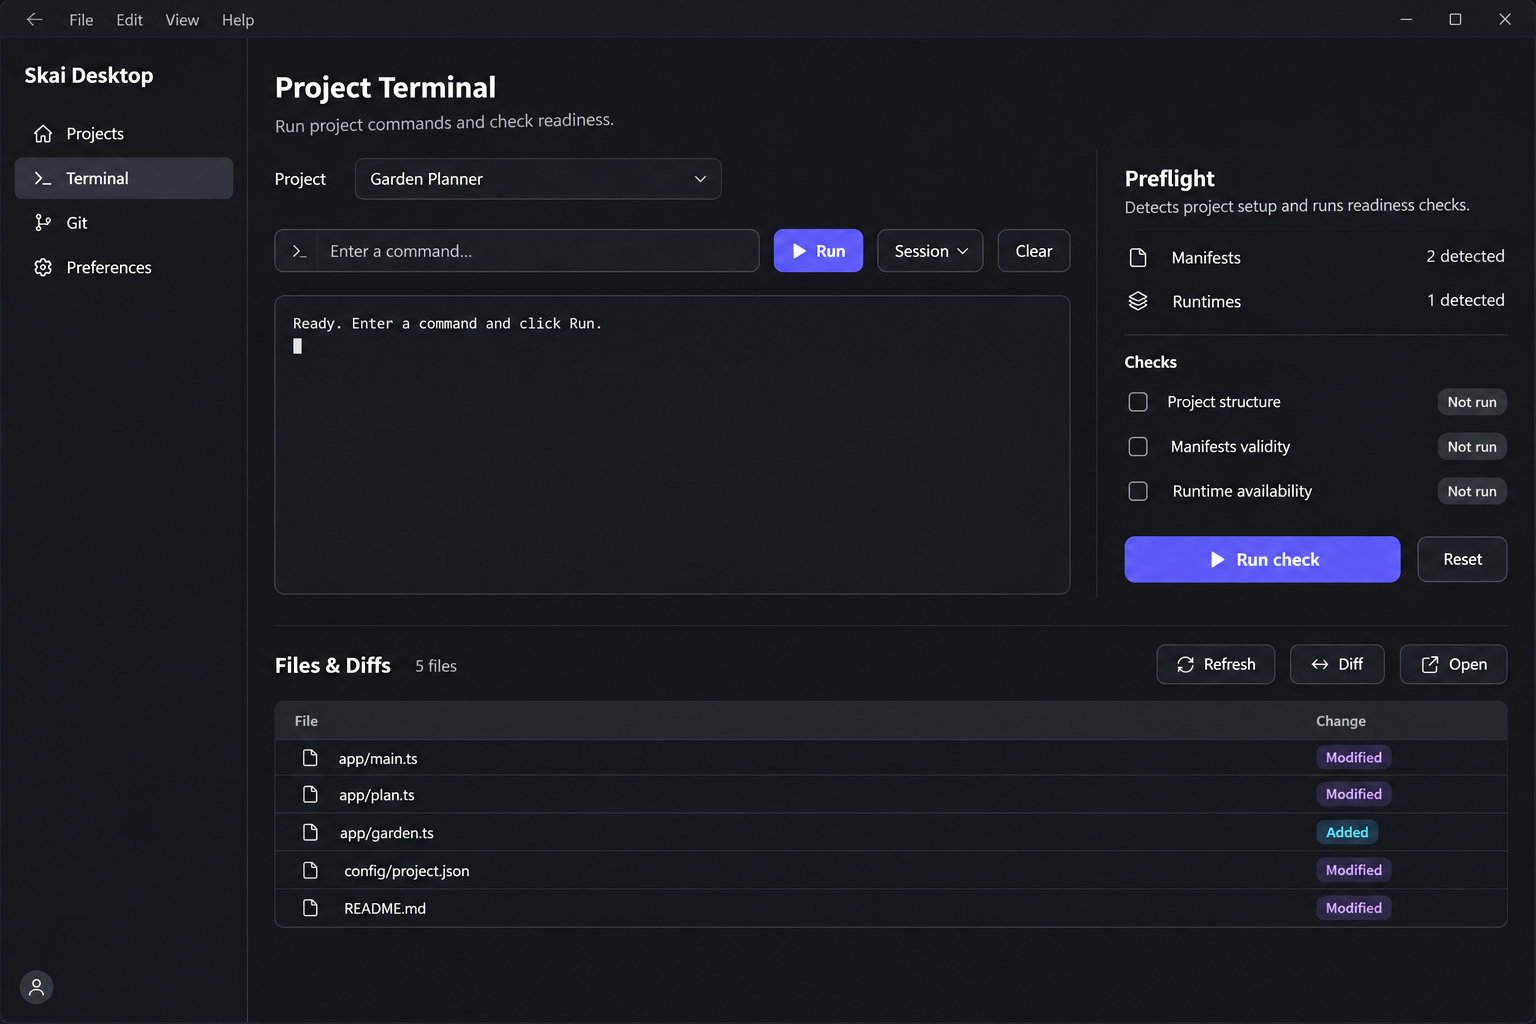 File Edit View Help
Skai Desktop
Projects
Terminal
Git
Preferences
Project Terminal
Run project commands and check readiness.
Project
Garden Planner
Enter a command...
Run
Session
Clear
Ready. Enter a command and click Run.
Preflight
Detects project setup and runs readiness checks.
Manifests 2 detected
Runtimes 1 detected
Checks
Project structure Not run
Manifests validity Not run
Runtime availability Not run
Run check
Reset
Files & Diffs 5 files
Refresh
Diff
Open
File Change
app/main.ts Modified
app/plan.ts Modified
app/garden.ts Added
config/project.json Modified
README.md Modified